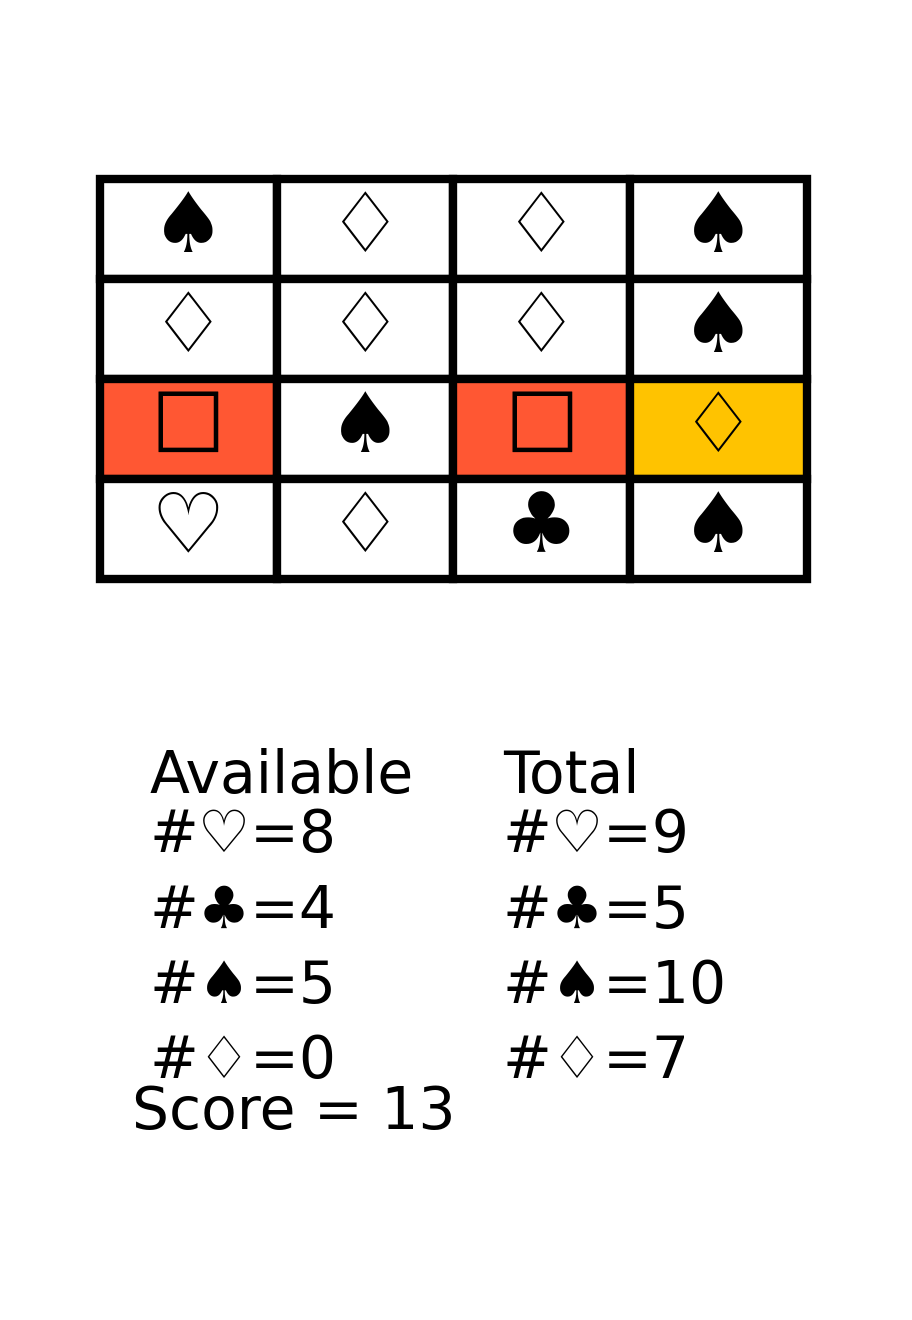 ♠ ♢ ♢ ♠
♢ ♢ ♢ ♠
□ ♠ □ ♢
♡ ♢ ♣ ♠
Available Total
#♡=8 #♡=9
#♣=4 #♣=5
#♠=5 #♠=10
#♢=0 #♢=7
Score = 13